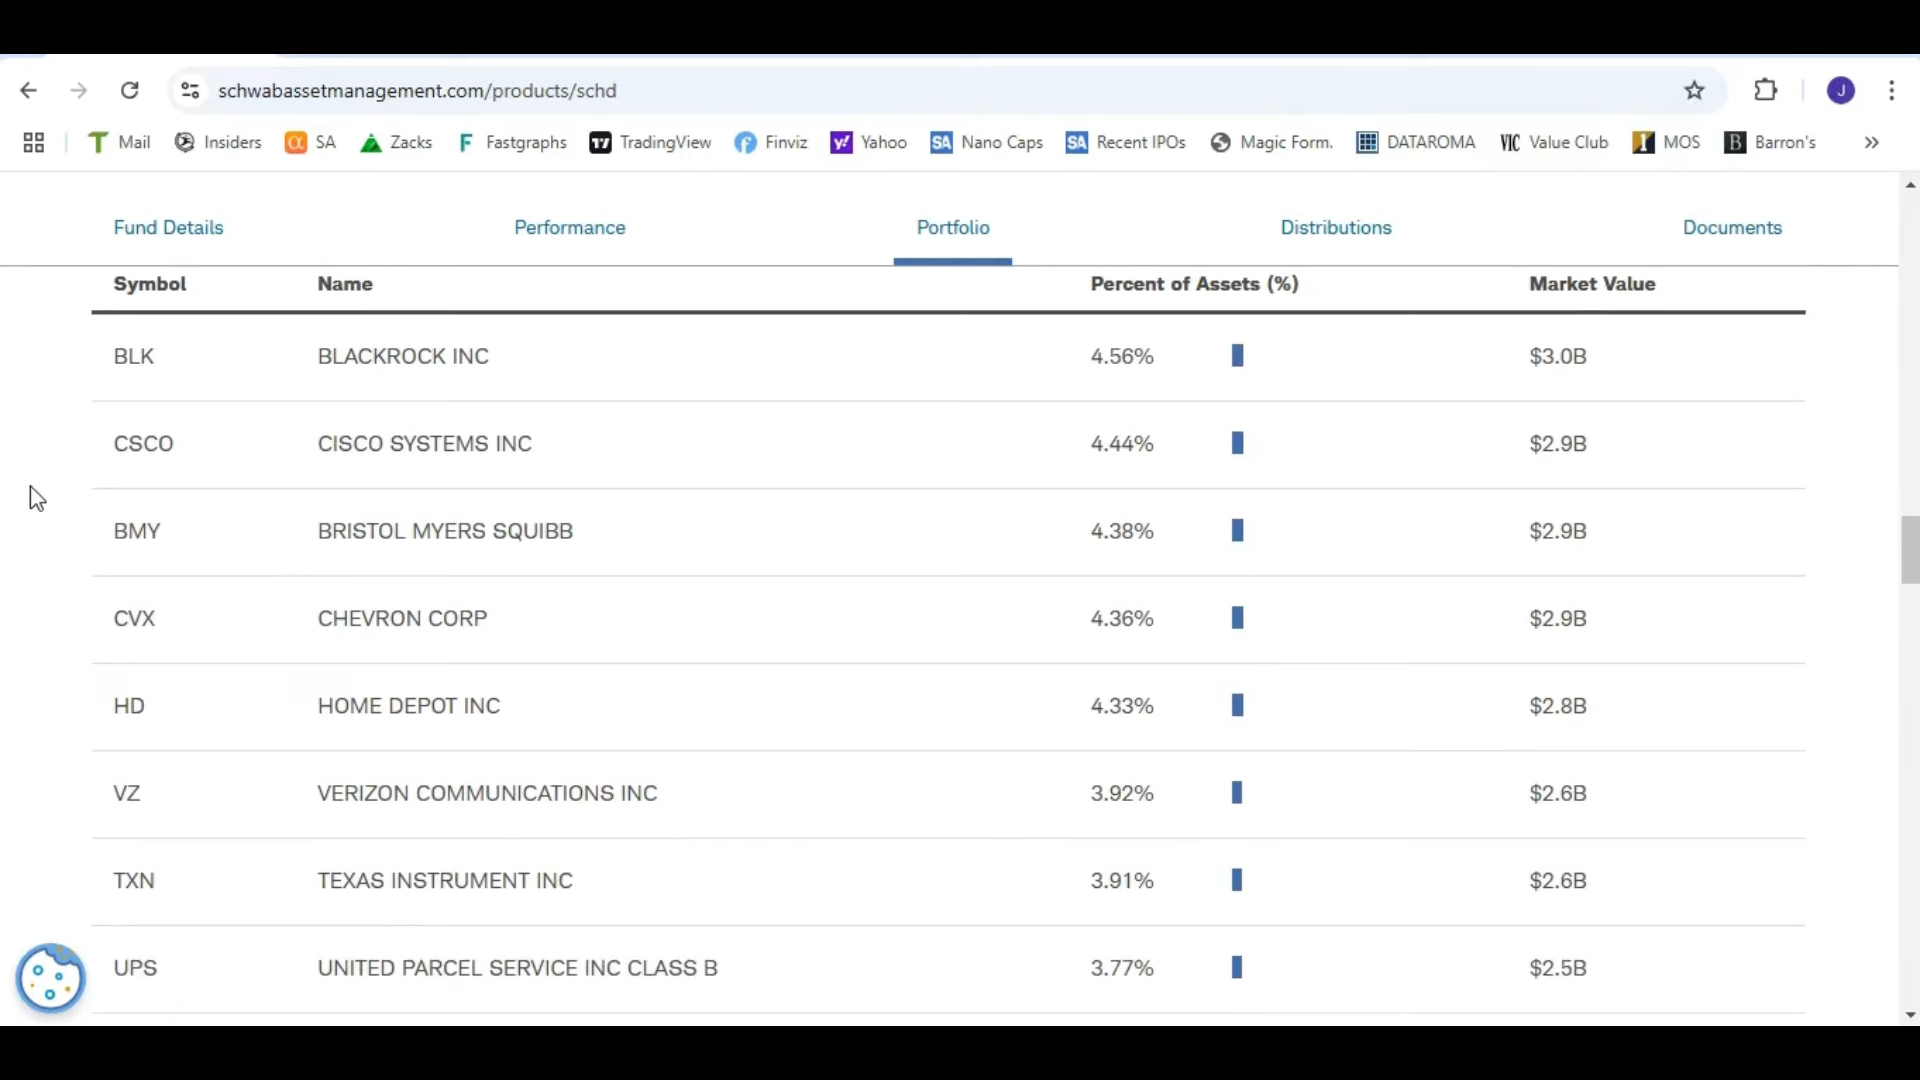 schwabassetmanagement.com/products/schd
J
Mail Insiders SA Zacks Fastgraphs TradingView Finviz Yahoo Nano Caps Recent IPOs Magic Form. DATAROMA Value Club MOS Barron's
Fund Details Performance Portfolio Distributions Documents
Symbol Name Percent of Assets (%) Market Value
BLK BLACKROCK INC 4.56% $3.0B
CSCO CISCO SYSTEMS INC 4.44% $2.9B
BMY BRISTOL MYERS SQUIBB 4.38% $2.9B
CVX CHEVRON CORP 4.36% $2.9B
HD HOME DEPOT INC 4.33% $2.8B
VZ VERIZON COMMUNICATIONS INC 3.92% $2.6B
TXN TEXAS INSTRUMENT INC 3.91% $2.6B
UPS UNITED PARCEL SERVICE INC CLASS B 3.77% $2.5B